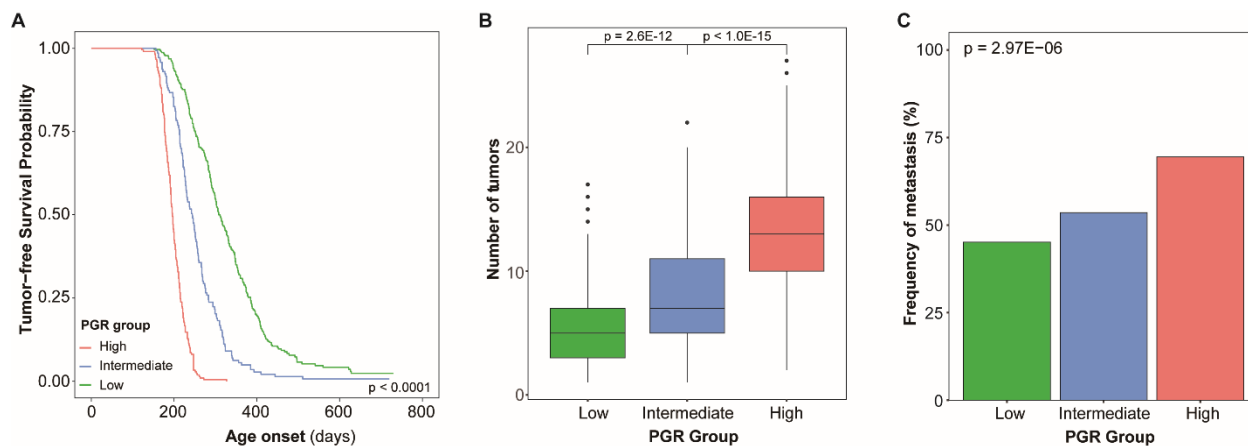 A
1.00
0.75
0.50
0.25
0.00
Tumor−free Survival Probability
PGR group
High
Intermediate
Low
p < 0.0001
0
200
400
600
800
Age onset (days)
B
p = 2.6E-12
p < 1.0E-15
20
10
0
Number of tumors
Low
Intermediate
High
PGR Group
C
p = 2.97E−06
100
75
50
25
0
Frequency of metastasis (%)
Low
Intermediate
High
PGR Group